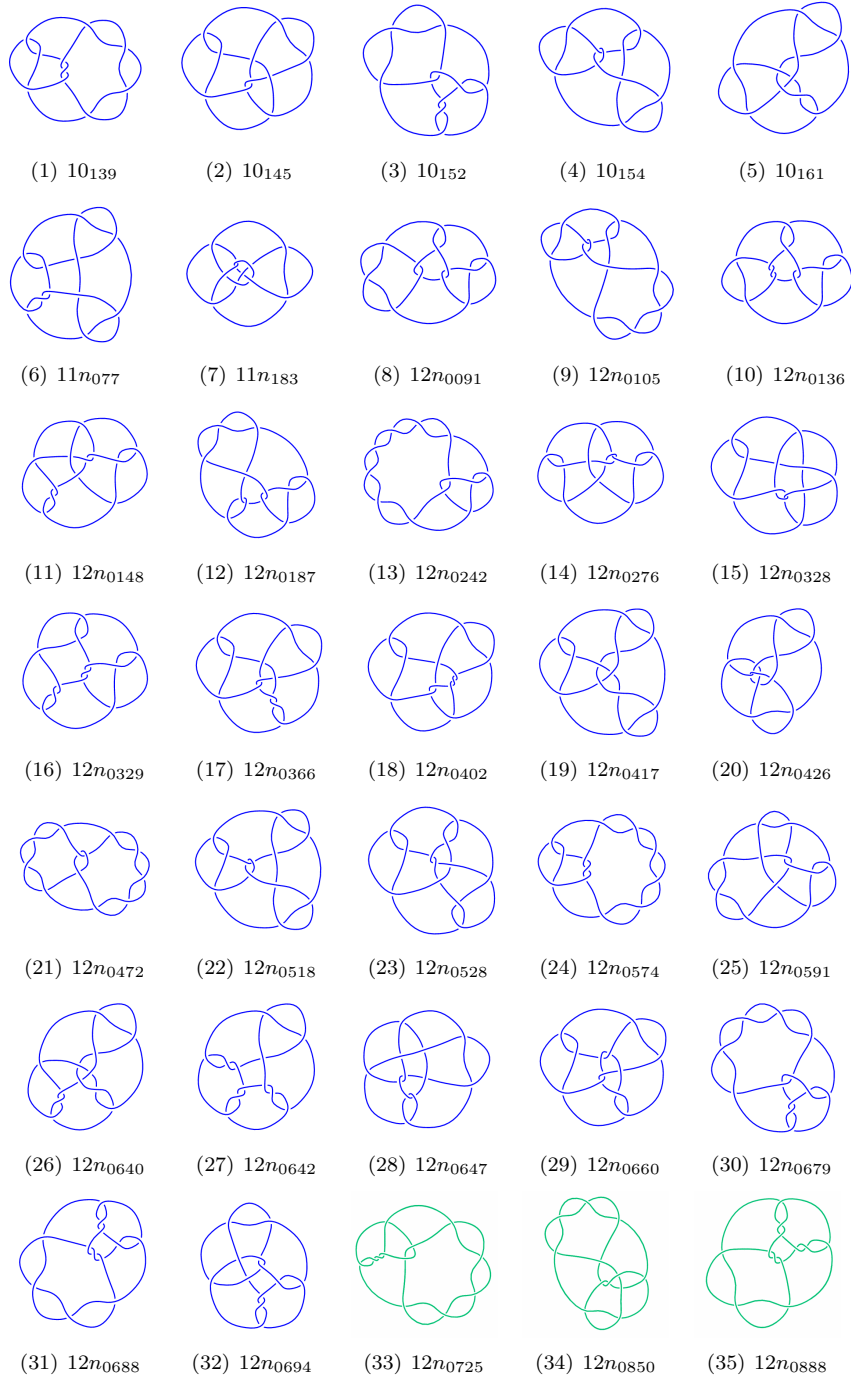 (1) 10₁₃₉ (2) 10₁₄₅ (3) 10₁₅₂ (4) 10₁₅₄ (5) 10₁₆₁
(6) 11n₀₇₇ (7) 11n₁₈₃ (8) 12n₀₀₉₁ (9) 12n₀₁₀₅ (10) 12n₀₁₃₆
(11) 12n₀₁₄₈ (12) 12n₀₁₈₇ (13) 12n₀₂₄₂ (14) 12n₀₂₇₆ (15) 12n₀₃₂₈
(16) 12n₀₃₂₉ (17) 12n₀₃₆₆ (18) 12n₀₄₀₂ (19) 12n₀₄₁₇ (20) 12n₀₄₂₆
(21) 12n₀₄₇₂ (22) 12n₀₅₁₈ (23) 12n₀₅₂₈ (24) 12n₀₅₇₄ (25) 12n₀₅₉₁
(26) 12n₀₆₄₀ (27) 12n₀₆₄₂ (28) 12n₀₆₄₇ (29) 12n₀₆₆₀ (30) 12n₀₆₇₉
(31) 12n₀₆₈₈ (32) 12n₀₆₉₄ (33) 12n₀₇₂₅ (34) 12n₀₈₅₀ (35) 12n₀₈₈₈